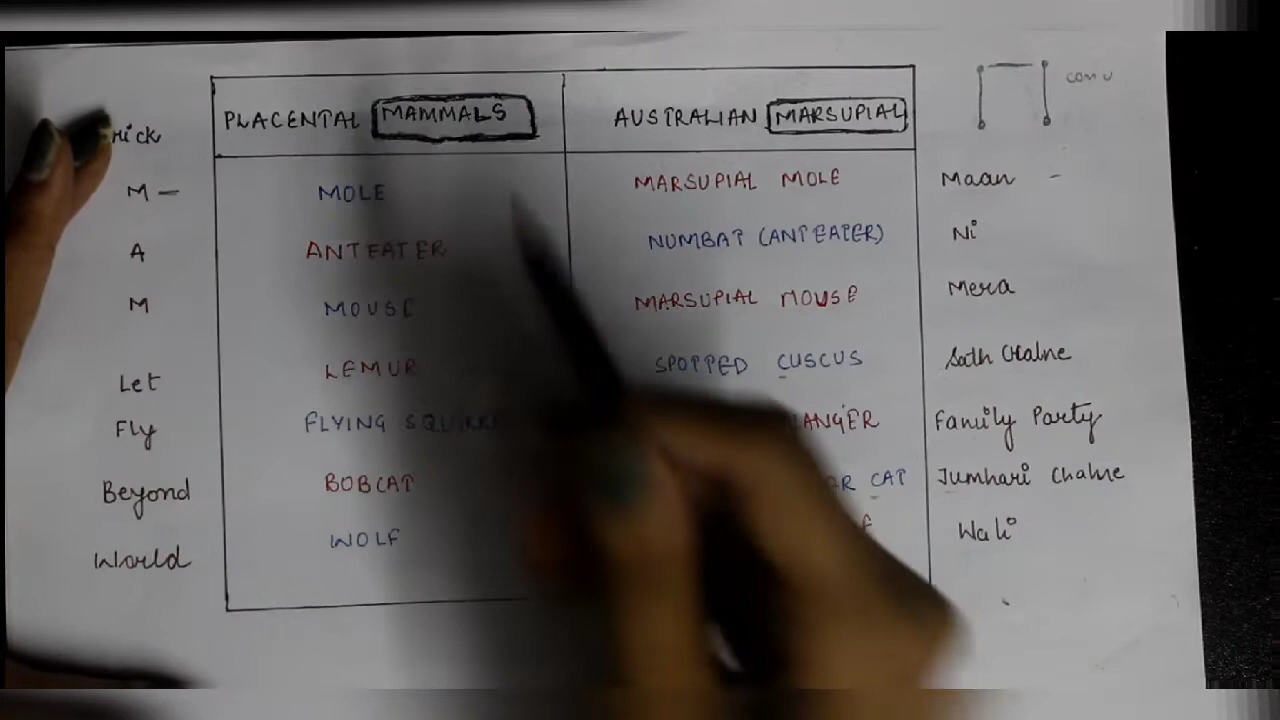 PLACENTAL MAMMALS AUSTRALIAN MARSUPIAL
M — MOLE MARSUPIAL MOLE Maan -
A ANTEATER NUMBAT (ANTEATER) Ni
M MOUSE MARSUPIAL MOUSE Mera
Let LEMUR SPOTTED CUSCUS Sath Chalne
Fly FLYING Family Party
Beyond BOBCAT CAT Jumhari Chalne
World WOLF Wali